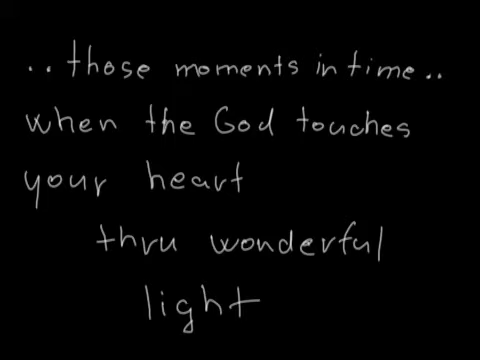 ..those moments in time..
when the God touches
your heart
thru wonderful
light